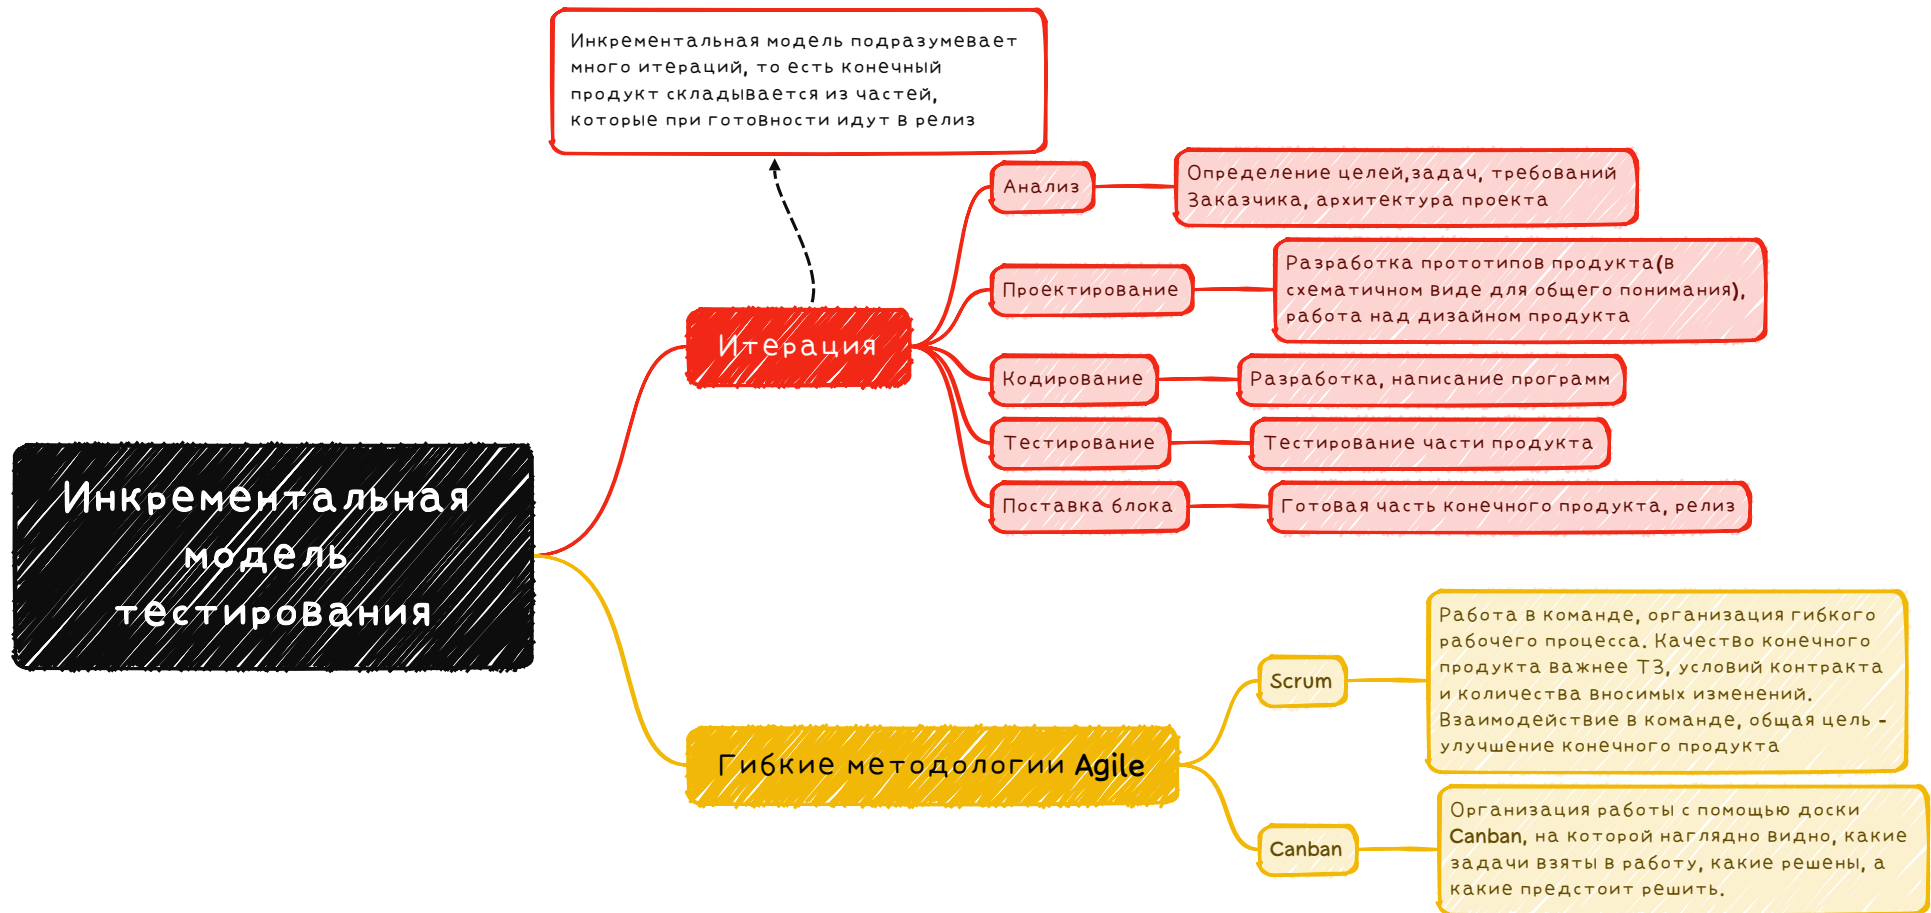 Инкрементальная модель подразумевает
много итераций, то есть конечный
продукт складывается из частей,
которые при готовности идут в релиз
Анализ
Определение целей,задач, требований
Заказчика, архитектура проекта
Проектирование
Разработка прототипов продукта(в
схематичном виде для общего понимания),
работа над дизайном продукта
Итерация
Кодирование
Разработка, написание программ
Тестирование
Тестирование части продукта
Поставка блока
Готовая часть конечного продукта, релиз
Инкрементальная
модель
тестирования
Гибкие методологии Agile
Scrum
Работа в команде, организация гибкого
рабочего процесса. Качество конечного
продукта важнее ТЗ, условий контракта
и количества вносимых изменений.
Взаимодействие в команде, общая цель -
улучшение конечного продукта
Canban
Организация работы с помощью доски
Canban, на которой наглядно видно, какие
задачи взяты в работу, какие решены, а
какие предстоит решить.